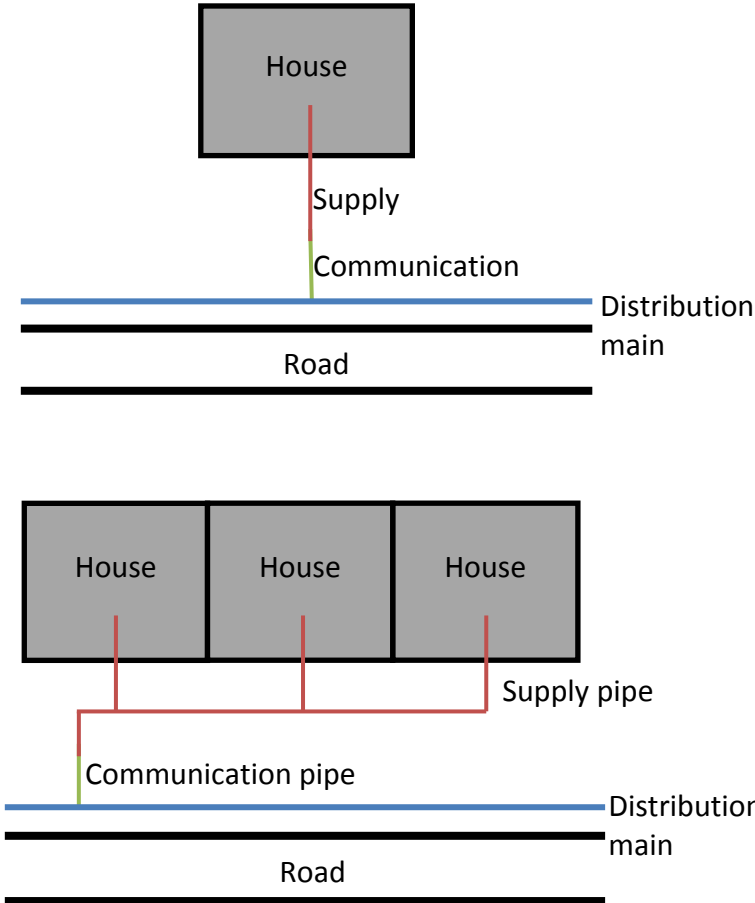 House
Supply
Communication
Distribution
main
Road
House House House
Supply pipe
Communication pipe
Distribution
main
Road